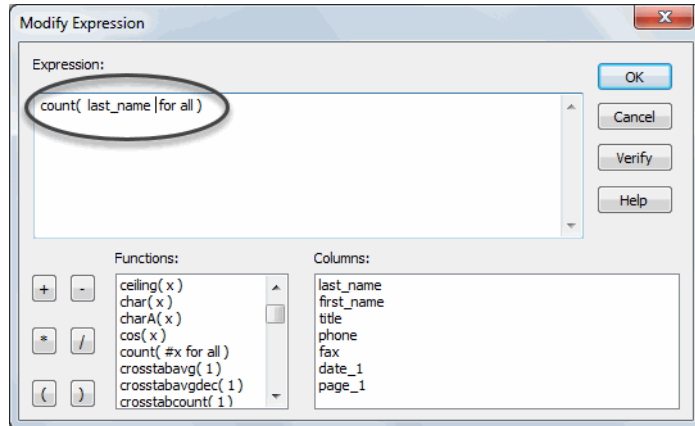 Modify Expression
Expression:
count( last_name for all )
OK
Cancel
Verify
Help
Functions:
Columns:
+ -
* /
( )
ceiling( x )
char( x )
charA( x )
cos( x )
count( #x for all )
crosstabavg( 1 )
crosstabavgdec( 1 )
crosstabcount( 1 )
last_name
first_name
title
phone
fax
date_1
page_1